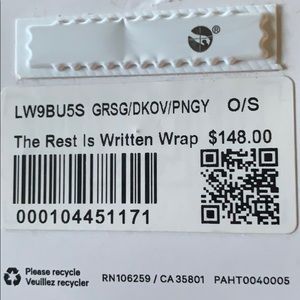 LW9BU5S GRSG/DKOV/PNGY O/S
The Rest Is Written Wrap $148.00
000104451171
Please recycle
Veuillez recycler
RN106259 / CA 35801 PAHT0040005